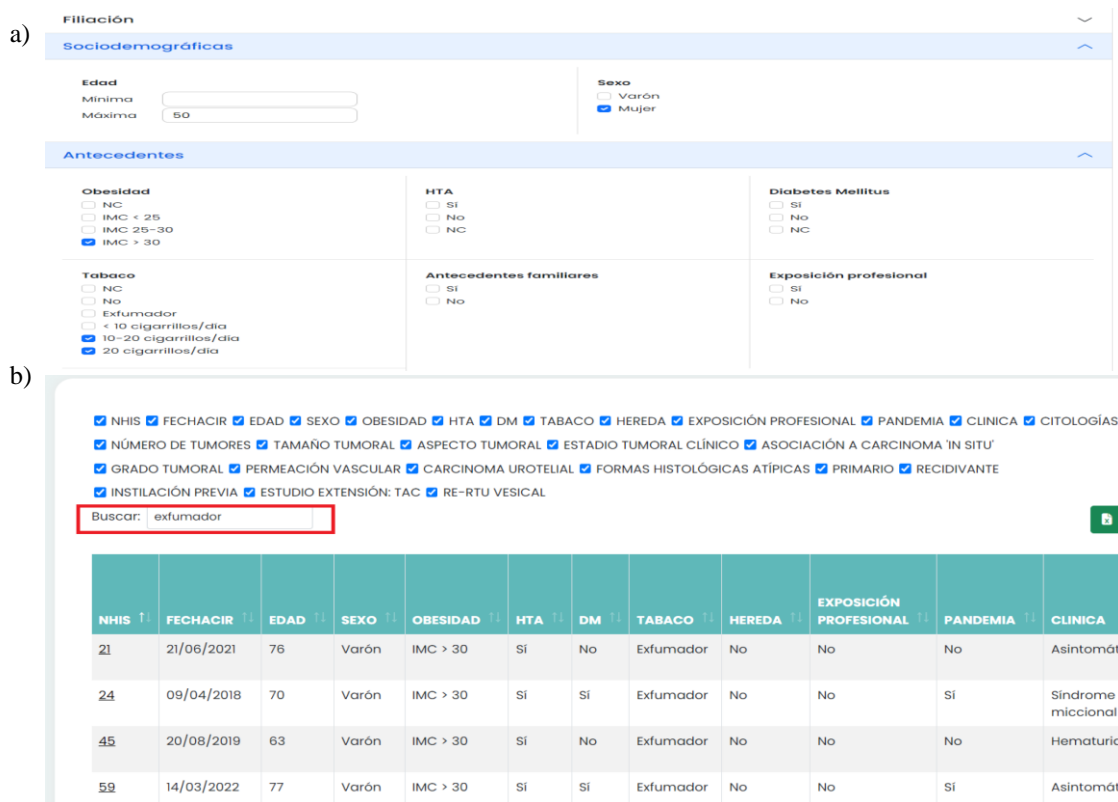 a)
Filiación
Sociodemográficas
Edad
Mínima
Máxima 50
Sexo
Varón
Mujer
Antecedentes
Obesidad
NC
IMC < 25
IMC 25-30
IMC > 30
HTA
Sí
No
NC
Diabetes Mellitus
Sí
No
NC
Tabaco
NC
No
Exfumador
< 10 cigarrillos/día
10-20 cigarrillos/día
20 cigarrillos/día
Antecedentes familiares
Sí
No
Exposición profesional
Sí
No
b)
NHIS FECHACIR EDAD SEXO OBESIDAD HTA DM TABACO HEREDA EXPOSICIÓN PROFESIONAL PANDEMIA CLINICA CITOLOGÍAS
NÚMERO DE TUMORES TAMAÑO TUMORAL ASPECTO TUMORAL ESTADIO TUMORAL CLÍNICO ASOCIACIÓN A CARCINOMA 'IN SITU'
GRADO TUMORAL PERMEACIÓN VASCULAR CARCINOMA UROTELIAL FORMAS HISTOLÓGICAS ATÍPICAS PRIMARIO RECIDIVANTE
INSTILACIÓN PREVIA ESTUDIO EXTENSIÓN: TAC RE-RTU VESICAL
Buscar: exfumador
NHIS FECHACIR EDAD SEXO OBESIDAD HTA DM TABACO HEREDA EXPOSICIÓN PROFESIONAL PANDEMIA CLINICA
21 21/06/2021 76 Varón IMC > 30 Sí No Exfumador No No No Asintomát
24 09/04/2018 70 Varón IMC > 30 Sí Sí Exfumador No No Sí Síndrome
miccional
45 20/08/2019 63 Varón IMC > 30 Sí No Exfumador No No No Hematuric
59 14/03/2022 77 Varón IMC > 30 Sí Sí Exfumador No No Sí Asintomát